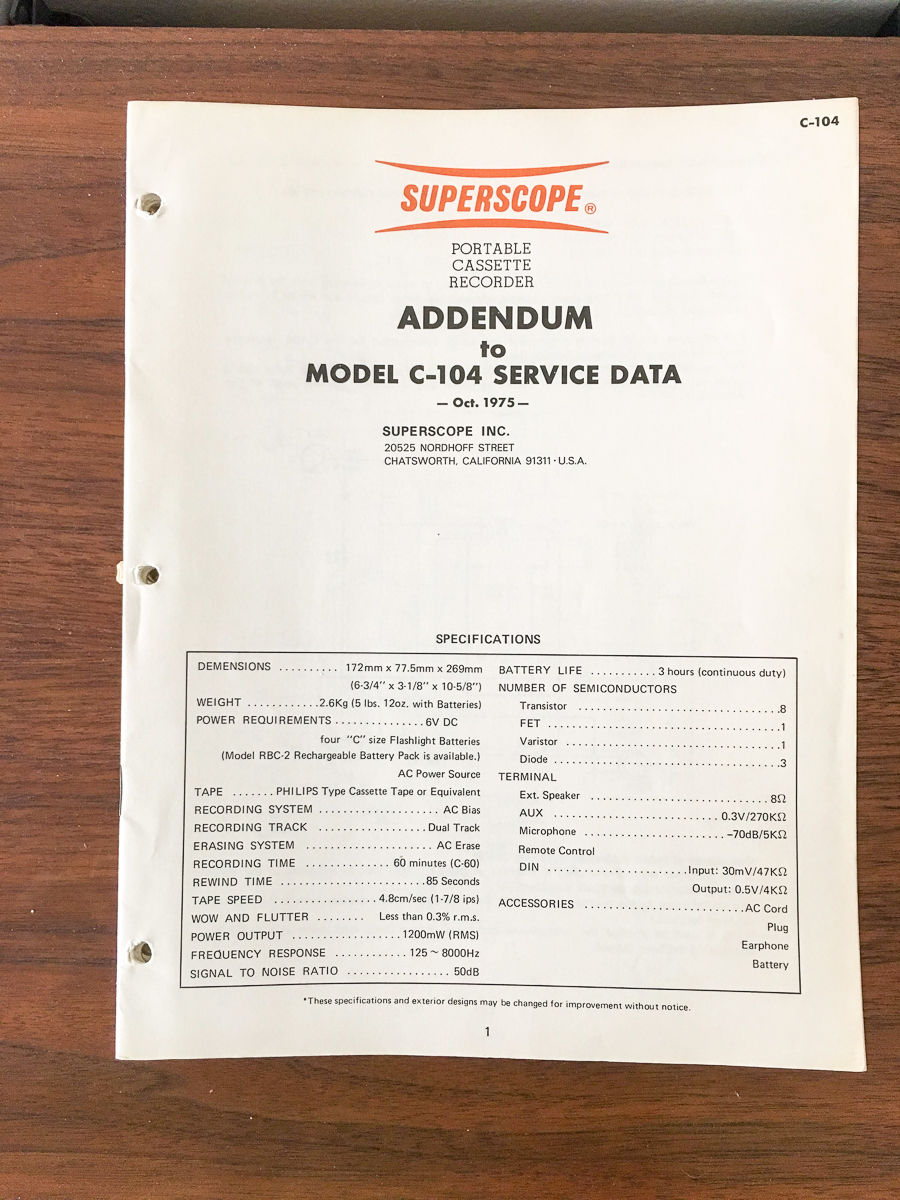 C-104
SUPERSCOPE®
PORTABLE
CASSETTE
RECORDER
ADDENDUM
to
MODEL C-104 SERVICE DATA
— Oct. 1975 —
SUPERSCOPE INC.
20525 NORDHOFF STREET
CHATSWORTH, CALIFORNIA 91311 · U.S.A.
SPECIFICATIONS
DEMENSIONS .......... 172mm x 77.5mm x 269mm
(6-3/4'' x 3-1/8'' x 10-5/8'')
WEIGHT ............2.6Kg (5 lbs. 12oz. with Batteries)
POWER REQUIREMENTS ...............6V DC
four "C" size Flashlight Batteries
(Model RBC-2 Rechargeable Battery Pack is available.)
AC Power Source
TAPE ....... PHILIPS Type Cassette Tape or Equivalent
RECORDING SYSTEM .................... AC Bias
RECORDING TRACK ..................Dual Track
ERASING SYSTEM ..................... AC Erase
RECORDING TIME .............. 60 minutes (C-60)
REWIND TIME ........................85 Seconds
TAPE SPEED .................4.8cm/sec (1-7/8 ips)
WOW AND FLUTTER ........ Less than 0.3% r.m.s.
POWER OUTPUT ..................1200mW (RMS)
FREQUENCY RESPONSE ............ 125 ~ 8000Hz
SIGNAL TO NOISE RATIO ................. 50dB
BATTERY LIFE ........... 3 hours (continuous duty)
NUMBER OF SEMICONDUCTORS
Transistor .................................8
FET .......................................1
Varistor ...................................1
Diode ......................................3
TERMINAL
Ext. Speaker .............................. 8Ω
AUX ............................ 0.3V/270KΩ
Microphone ........................ -70dB/5KΩ
Remote Control
DIN .......................Input: 30mV/47KΩ
Output: 0.5V/4KΩ
ACCESSORIES ..........................AC Cord
Plug
Earphone
Battery
*These specifications and exterior designs may be changed for improvement without notice.
1